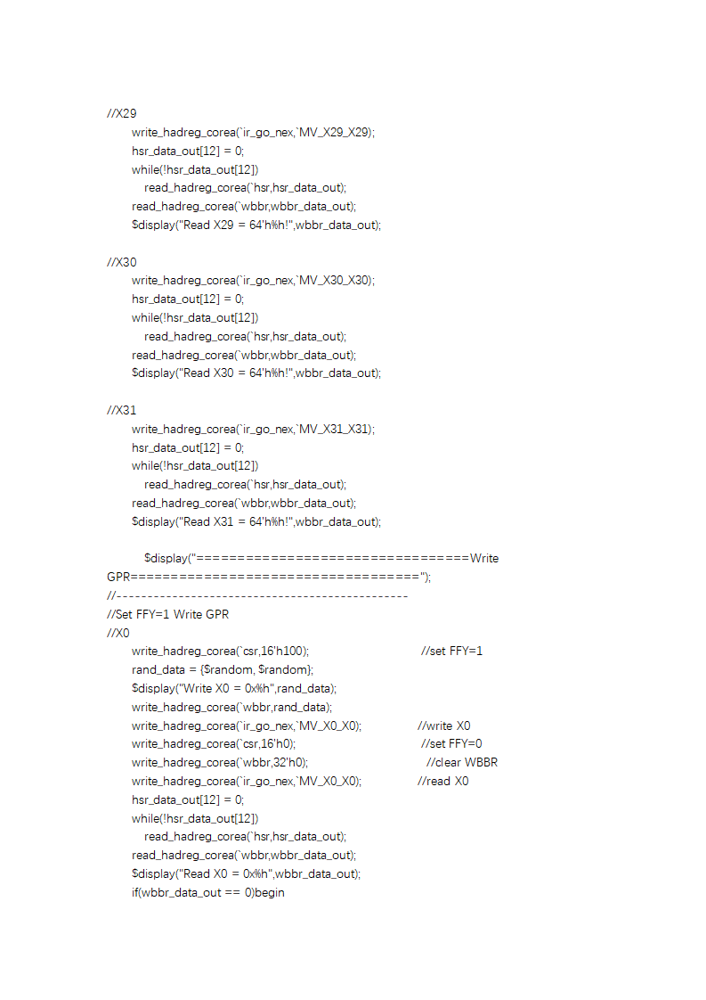 //X29
write_hadreg_corea(`ir_go_nex,`MV_X29_X29);
hsr_data_out[12] = 0;
while(!hsr_data_out[12])
read_hadreg_corea(`hsr,hsr_data_out);
read_hadreg_corea(`wbbr,wbbr_data_out);
$display("Read X29 = 64'h%h!",wbbr_data_out);
//X30
write_hadreg_corea(`ir_go_nex,`MV_X30_X30);
hsr_data_out[12] = 0;
while(!hsr_data_out[12])
read_hadreg_corea(`hsr,hsr_data_out);
read_hadreg_corea(`wbbr,wbbr_data_out);
$display("Read X30 = 64'h%h!",wbbr_data_out);
//X31
write_hadreg_corea(`ir_go_nex,`MV_X31_X31);
hsr_data_out[12] = 0;
while(!hsr_data_out[12])
read_hadreg_corea(`hsr,hsr_data_out);
read_hadreg_corea(`wbbr,wbbr_data_out);
$display("Read X31 = 64'h%h!",wbbr_data_out);
$display("=================================Write
GPR===================================");
//-----------------------------------------------
//Set FFY=1 Write GPR
//X0
write_hadreg_corea(`csr,16'h100); //set FFY=1
rand_data = {$random, $random};
$display("Write X0 = 0x%h",rand_data);
write_hadreg_corea(`wbbr,rand_data);
write_hadreg_corea(`ir_go_nex,`MV_X0_X0); //write X0
write_hadreg_corea(`csr,16'h0); //set FFY=0
write_hadreg_corea(`wbbr,32'h0); //clear WBBR
write_hadreg_corea(`ir_go_nex,`MV_X0_X0); //read X0
hsr_data_out[12] = 0;
while(!hsr_data_out[12])
read_hadreg_corea(`hsr,hsr_data_out);
read_hadreg_corea(`wbbr,wbbr_data_out);
$display("Read X0 = 0x%h",wbbr_data_out);
if(wbbr_data_out == 0)begin